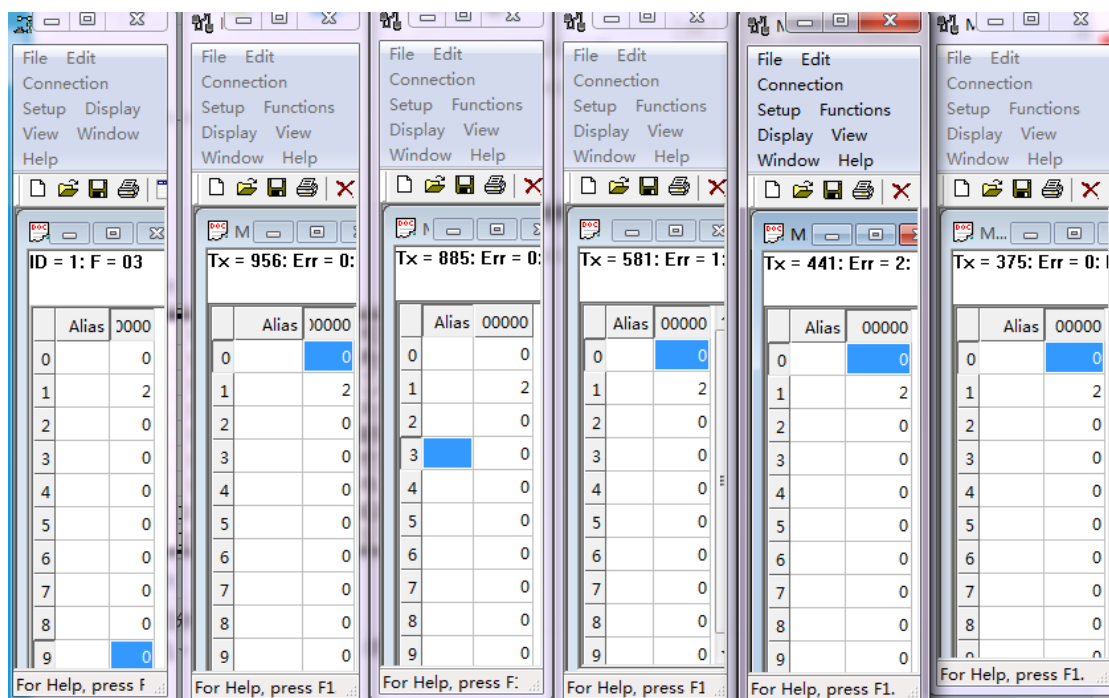 File Edit
Connection
Setup Display
View Window
Help
ID = 1: F = 03
Alias 0000
0 0
1 2
2 0
3 0
4 0
5 0
6 0
7 0
8 0
9 0
For Help, press F
File Edit
Connection
Setup Functions
Display View
Window Help
M
Tx = 956: Err = 0:
Alias 0000
0 0
1 2
2 0
3 0
4 0
5 0
6 0
7 0
8 0
9 0
For Help, press F1
File Edit
Connection
Setup Functions
Display View
Window Help
Tx = 885: Err = 0:
Alias 00000
0 0
1 2
2 0
3 0
4 0
5 0
6 0
7 0
8 0
9 0
For Help, press F:
File Edit
Connection
Setup Functions
Display View
Window Help
Tx = 581: Err = 1:
Alias 00000
0 0
1 2
2 0
3 0
4 0
5 0
6 0
7 0
8 0
9 0
For Help, press F1
File Edit
Connection
Setup Functions
Display View
Window Help
M
Tx = 441: Err = 2:
Alias 00000
0 0
1 2
2 0
3 0
4 0
5 0
6 0
7 0
8 0
9 0
For Help, press F1.
File Edit
Connection
Setup Functions
Display View
Window Help
M...
Tx = 375: Err = 0:
Alias 00000
0 0
1 2
2 0
3 0
4 0
5 0
6 0
7 0
8 0
For Help, press F1.